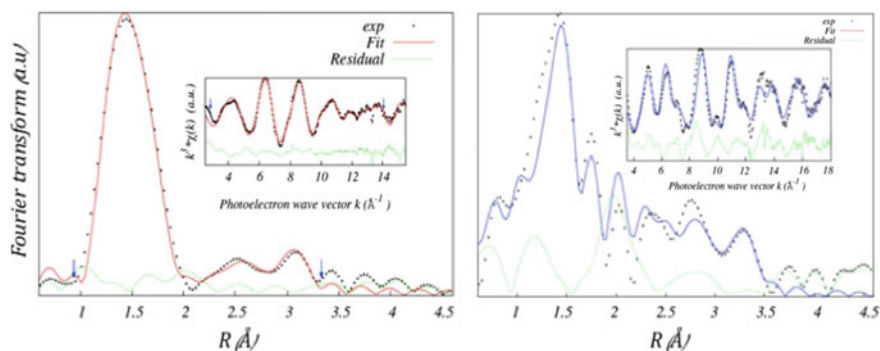 Fourier transform (a.u)
exp
Fit
Residual
k³*χ(k) (a.u.)
4 6 8 10 12 14
Photoelectron wave vector k (Å⁻¹)
1 1.5 2 2.5 3 3.5 4 4.5
R (Å)
exp
Fit
Residual
k³*χ(k) (a.u.)
4 6 8 10 12 14 16 18
Photoelectron wave vector k (Å⁻¹)
1 1.5 2 2.5 3 3.5 4 4.5
R (Å)